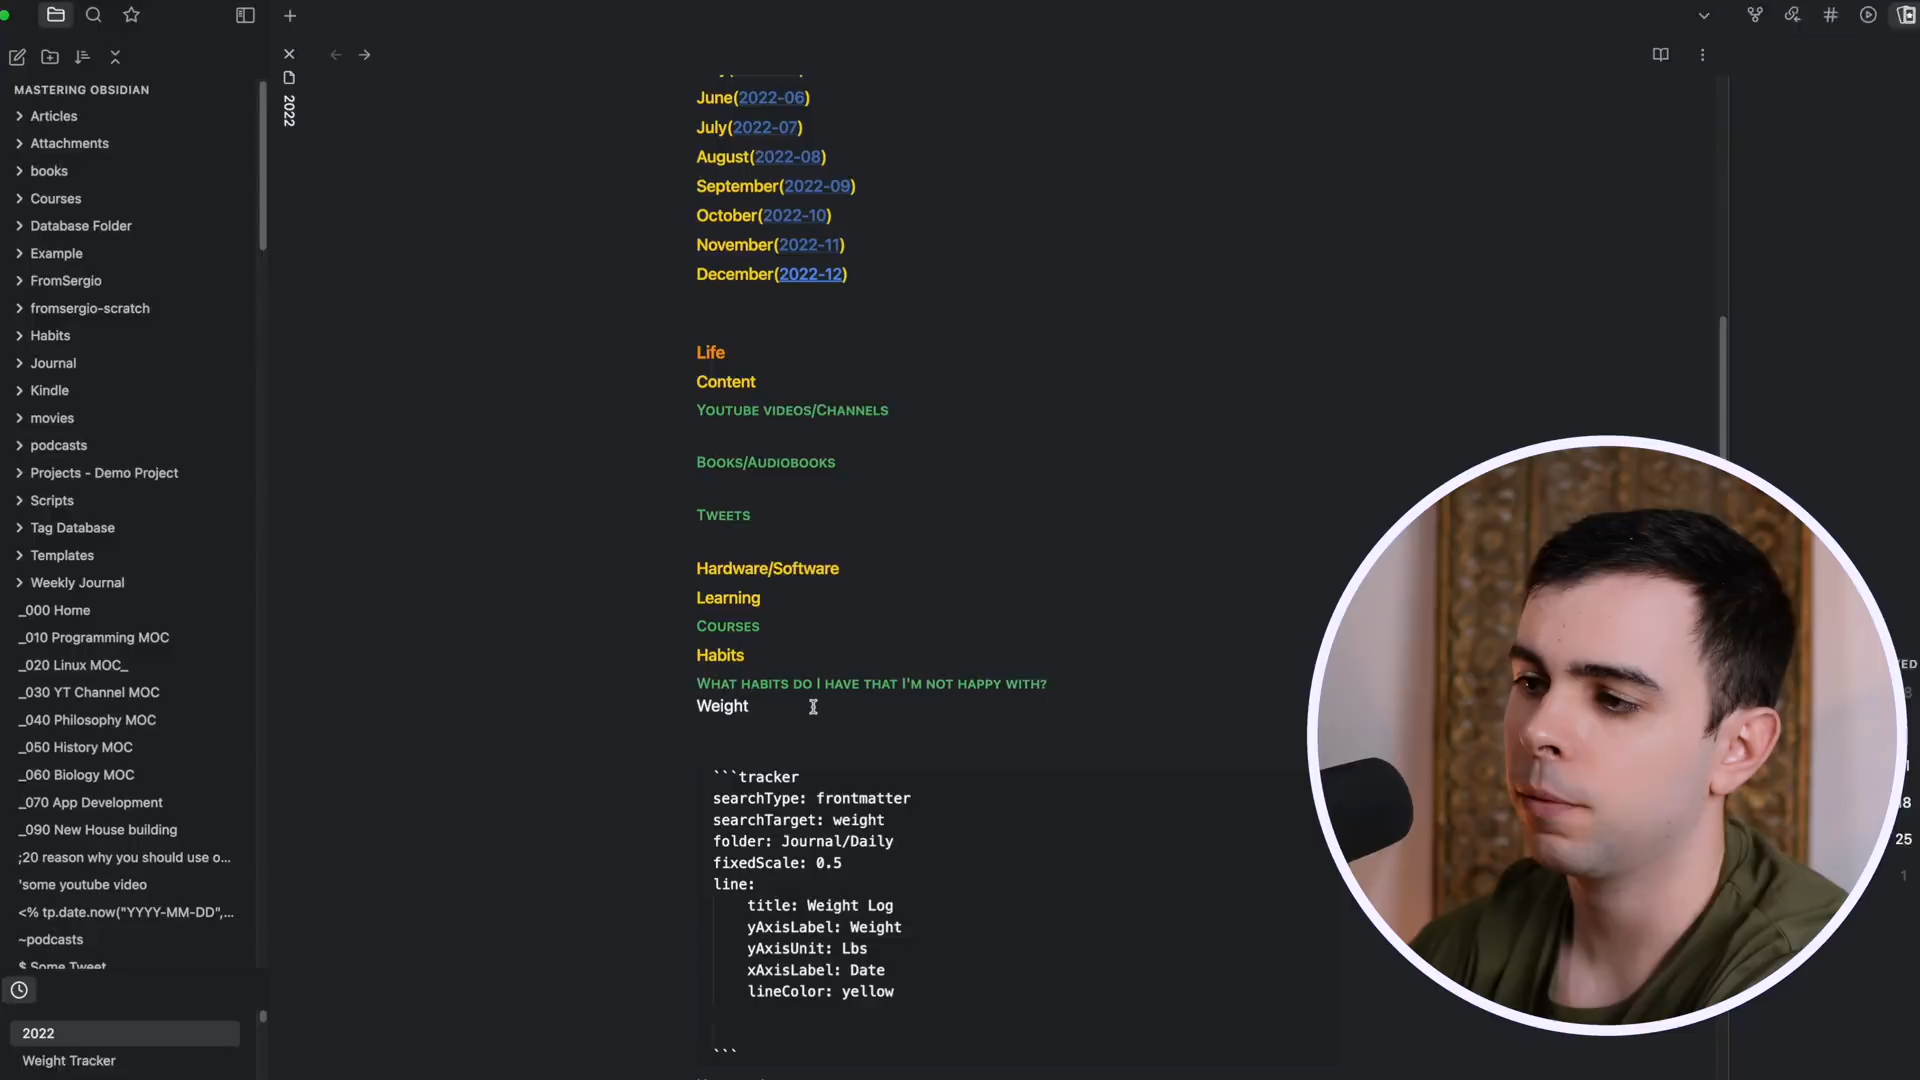 MASTERING OBSIDIAN
Articles
Attachments
books
Courses
Database Folder
Example
FromSergio
fromsergio-scratch
Habits
Journal
Kindle
movies
podcasts
Projects - Demo Project
Scripts
Tag Database
Templates
Weekly Journal
_000 Home
_010 Programming MOC
_020 Linux MOC_
_030 YT Channel MOC
_040 Philosophy MOC
_050 History MOC
_060 Biology MOC
_070 App Development
_090 New House building
;20 reason why you should use o...
'some youtube video
<% tp.date.now("YYYY-MM-DD",...
~podcasts
$ Some Tweet
2022
Weight Tracker
2022
June(2022-06)
July(2022-07)
August(2022-08)
September(2022-09)
October(2022-10)
November(2022-11)
December(2022-12)
Life
Content
Youtube videos/Channels
Books/Audiobooks
Tweets
Hardware/Software
Learning
Courses
Habits
What habits do I have that I'm not happy with?
Weight
```tracker
searchType: frontmatter
searchTarget: weight
folder: Journal/Daily
fixedScale: 0.5
line:
title: Weight Log
yAxisLabel: Weight
yAxisUnit: Lbs
xAxisLabel: Date
lineColor: yellow
```
ED
8
18
25
1